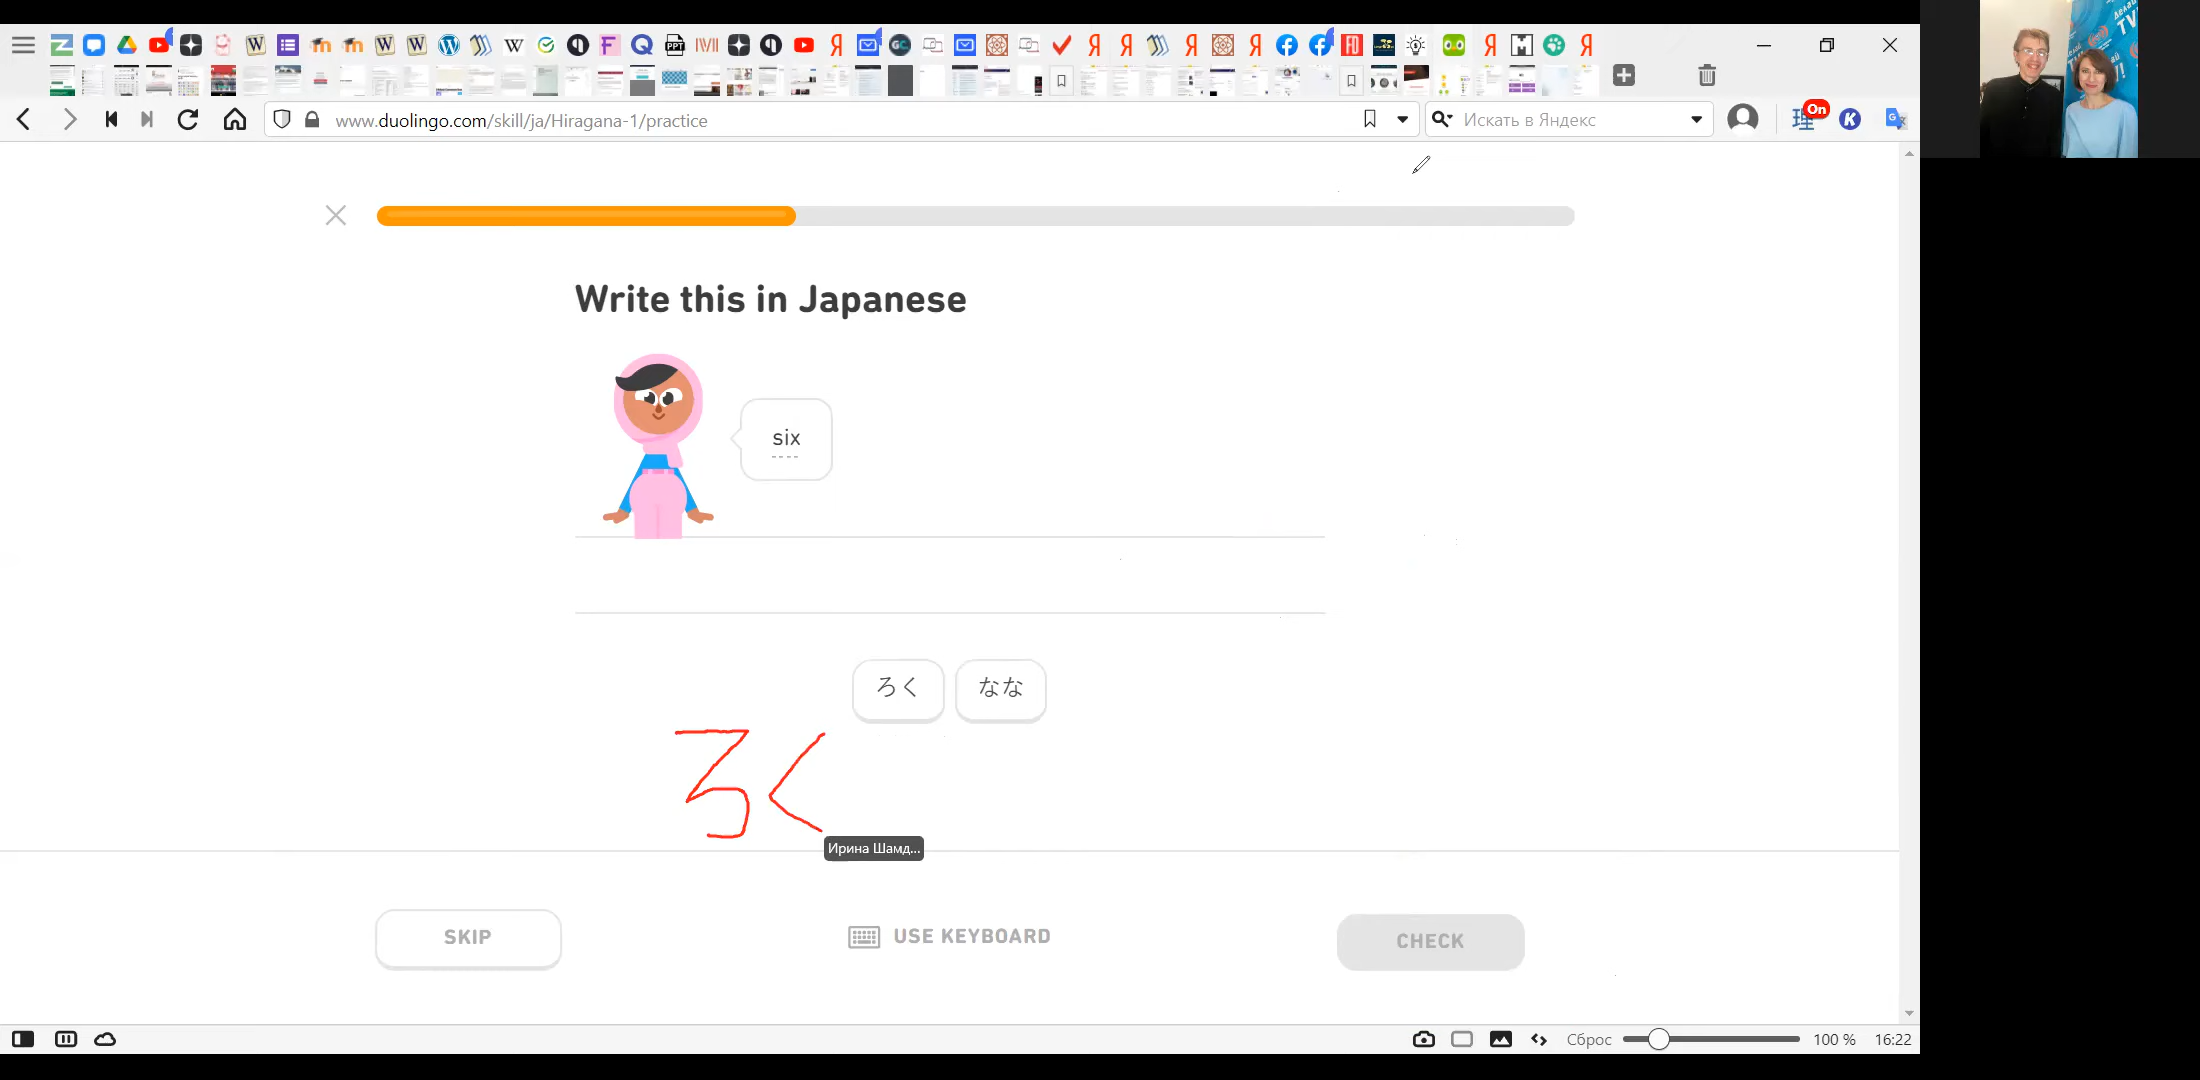 www.duolingo.com/skill/ja/Hiragana-1/practice
Искать в Яндекс
On
Write this in Japanese
six
ろく
なな
ろく
Ирина Шамд...
SKIP
USE KEYBOARD
CHECK
Сброс
100 %
16:22